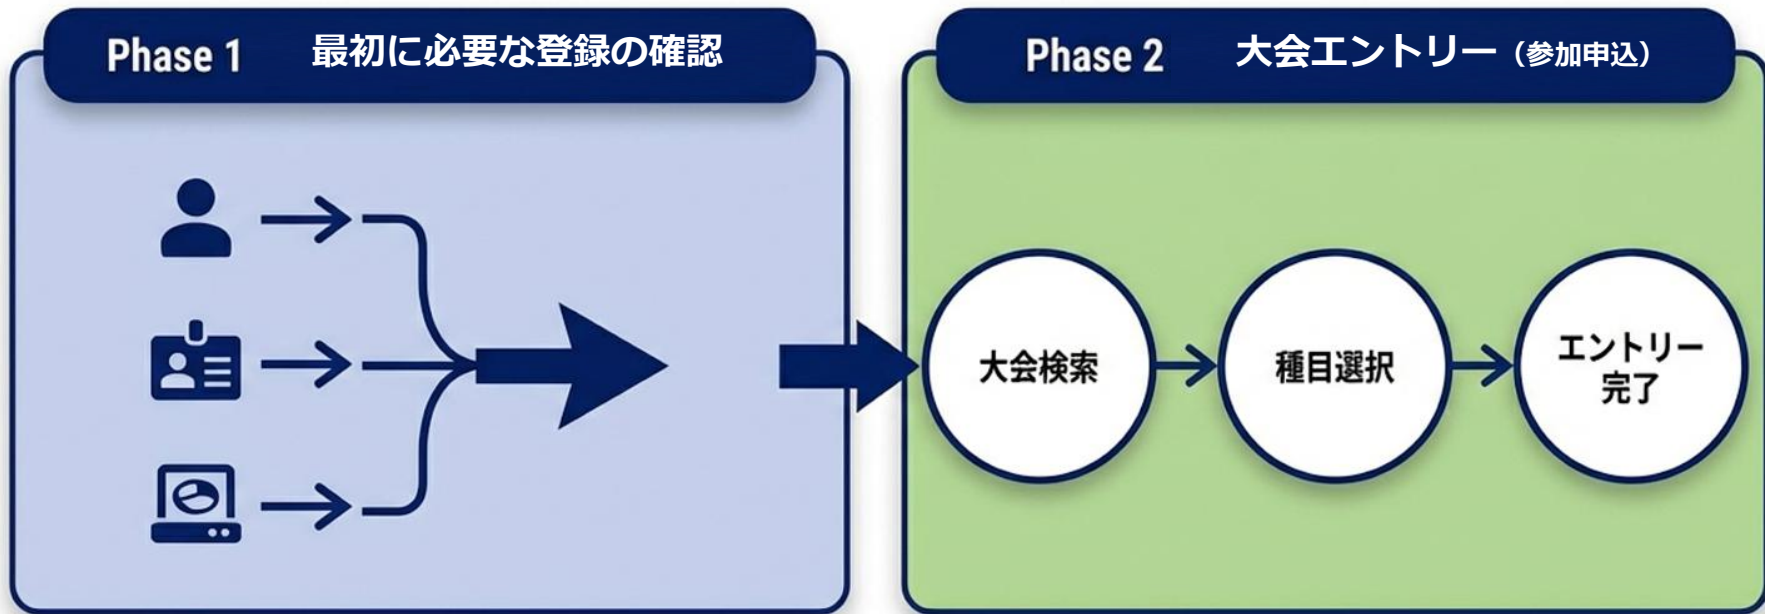 Phase 1 最初に必要な登録の確認
Phase 2 大会エントリー（参加申込）
大会検索
種目選択
エントリー
完了